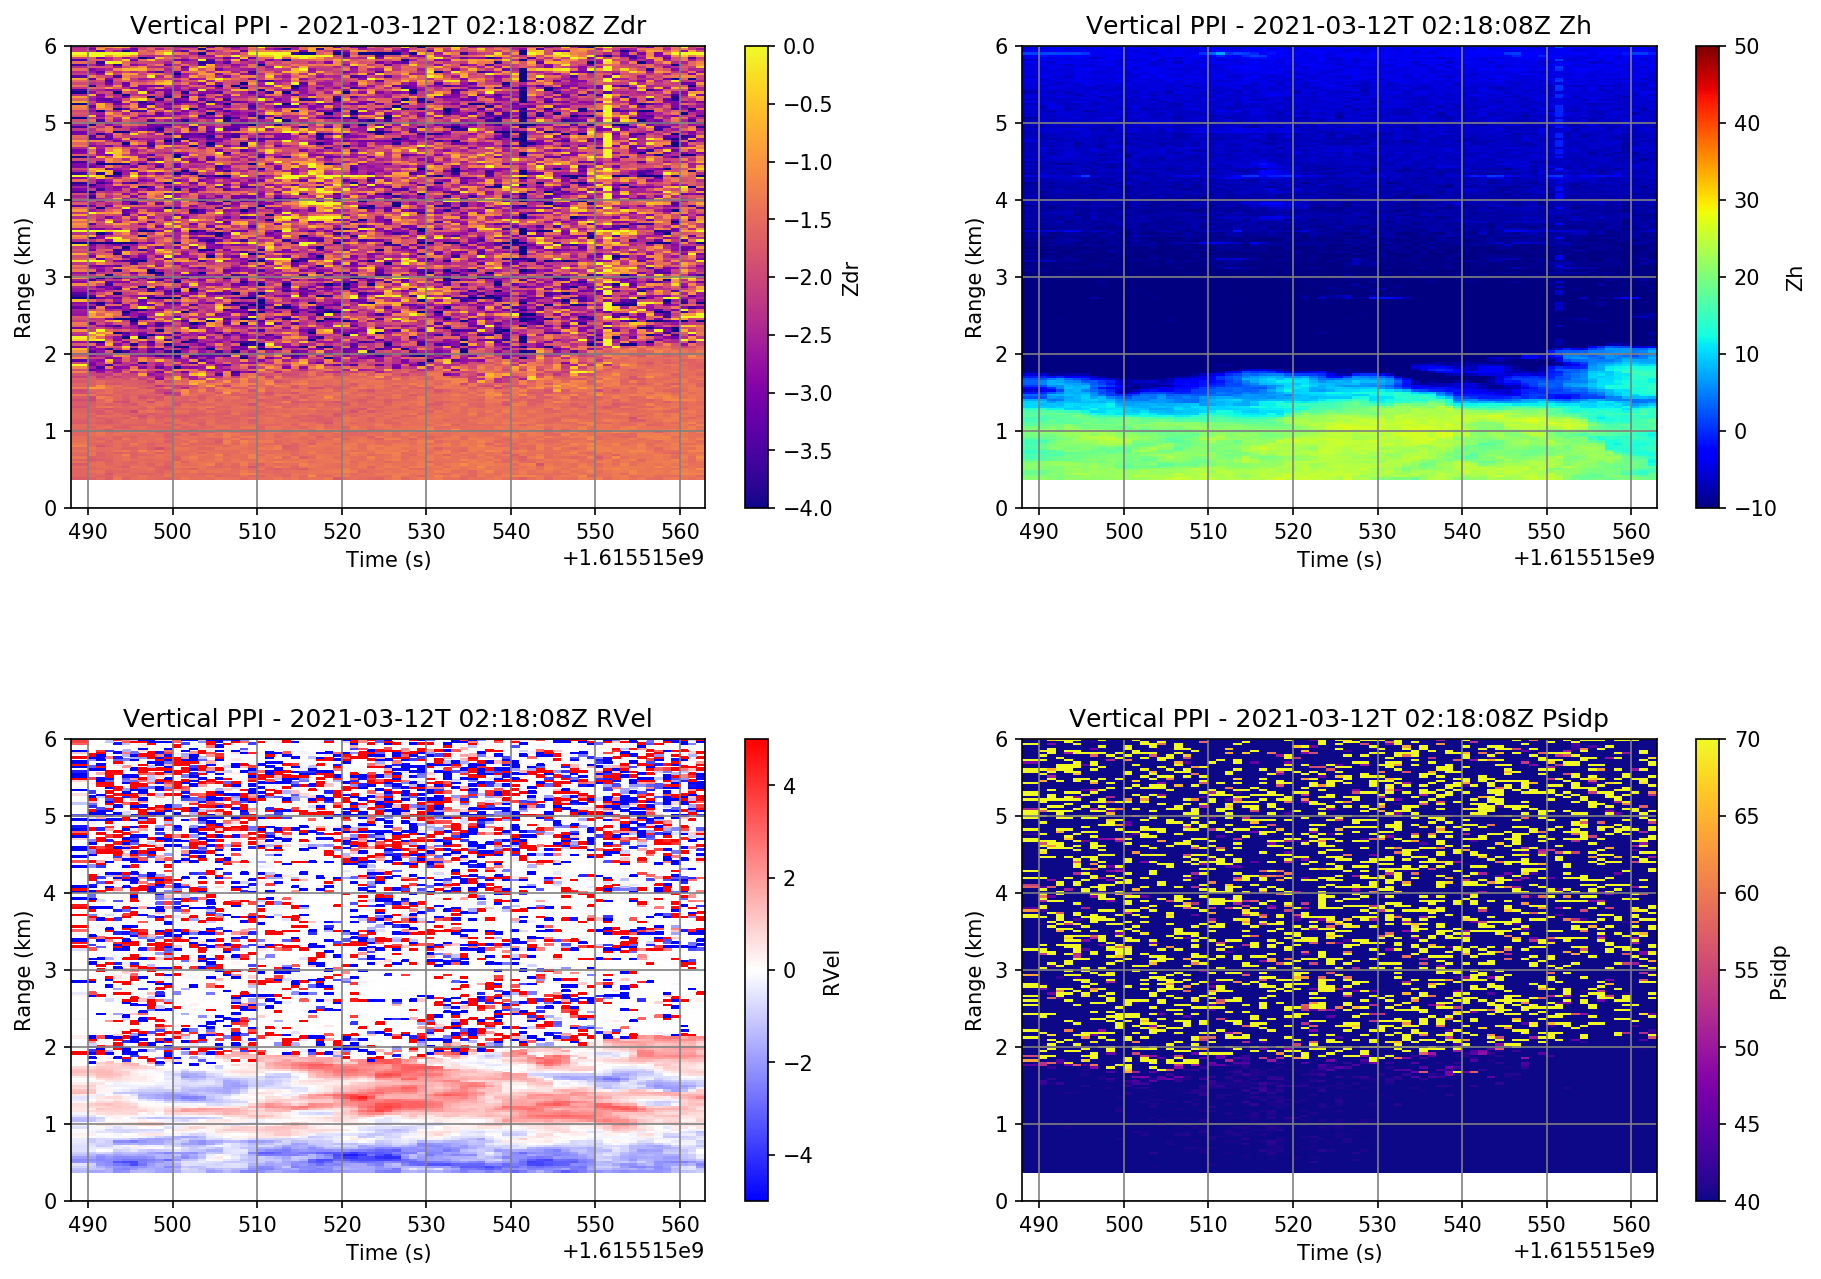 Vertical PPI - 2021-03-12T 02:18:08Z Zdr
6
5
4
3
2
1
0
Range (km)
490 500 510 520 530 540 550 560
Time (s)
+1.615515e9
0.0
−0.5
−1.0
−1.5
−2.0
−2.5
−3.0
−3.5
−4.0
Zdr
Vertical PPI - 2021-03-12T 02:18:08Z Zh
6
5
4
3
2
1
0
Range (km)
490 500 510 520 530 540 550 560
Time (s)
+1.615515e9
50
40
30
20
10
0
−10
Zh
Vertical PPI - 2021-03-12T 02:18:08Z RVel
6
5
4
3
2
1
0
Range (km)
490 500 510 520 530 540 550 560
Time (s)
+1.615515e9
4
2
0
−2
−4
RVel
Vertical PPI - 2021-03-12T 02:18:08Z Psidp
6
5
4
3
2
1
0
Range (km)
490 500 510 520 530 540 550 560
Time (s)
+1.615515e9
70
65
60
55
50
45
40
Psidp